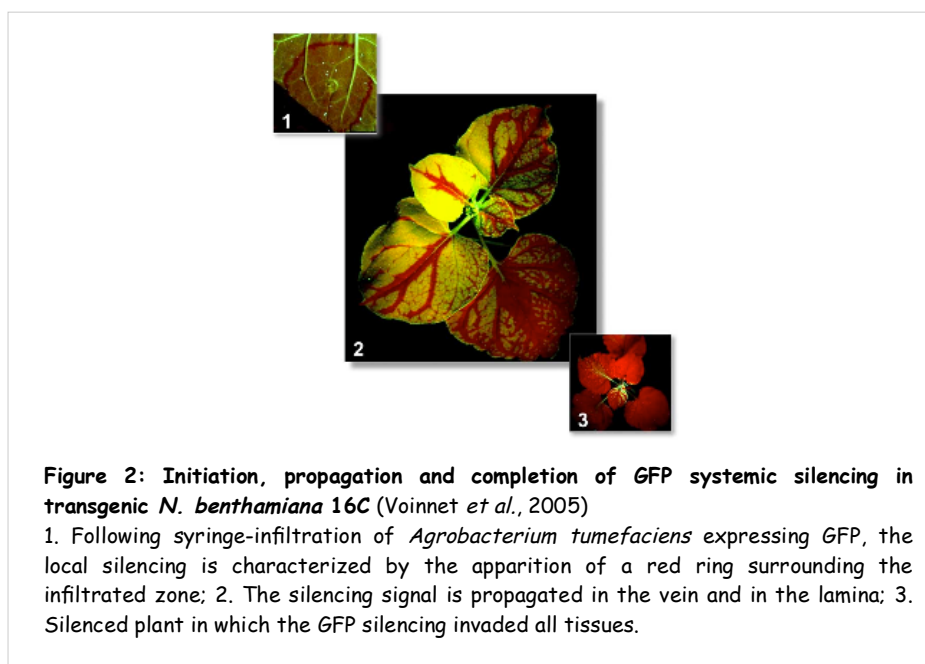 1
2
3
Figure 2: Initiation, propagation and completion of GFP systemic silencing in
transgenic N. benthamiana 16C (Voinnet et al., 2005)
1. Following syringe-infiltration of Agrobacterium tumefaciens expressing GFP, the
local silencing is characterized by the apparition of a red ring surrounding the
infiltrated zone; 2. The silencing signal is propagated in the vein and in the lamina; 3.
Silenced plant in which the GFP silencing invaded all tissues.